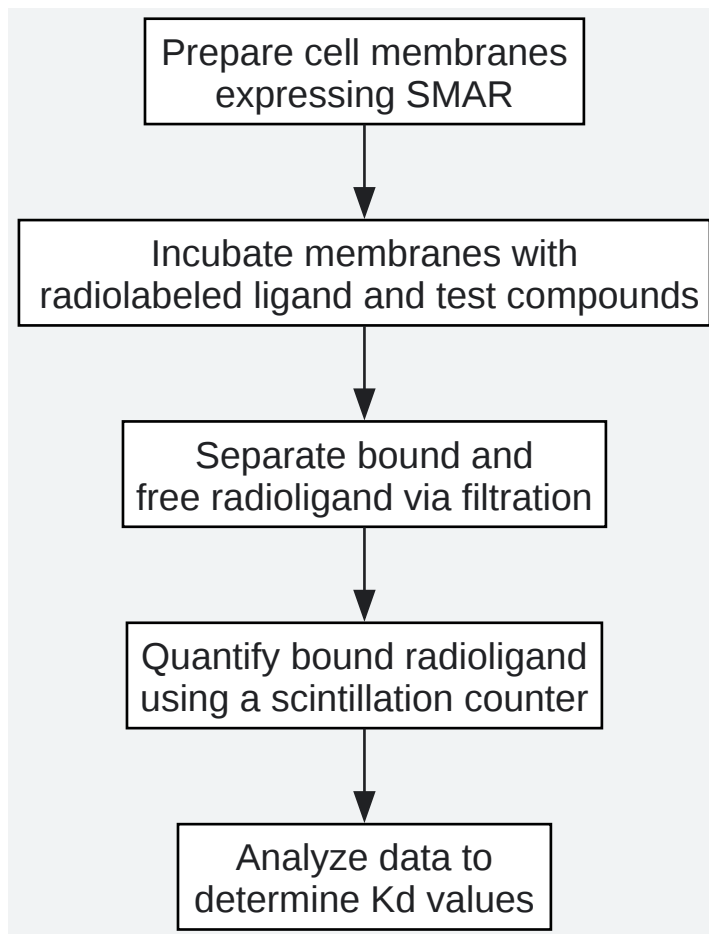 Prepare cell membranes
expressing SMAR
Incubate membranes with
radiolabeled ligand and test compounds
Separate bound and
free radioligand via filtration
Quantify bound radioligand
using a scintillation counter
Analyze data to
determine Kd values